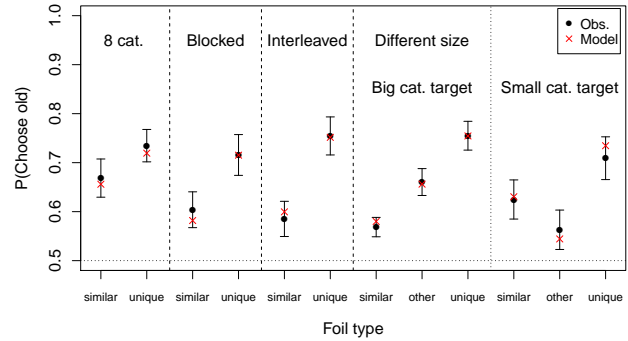 1.0
0.9
0.8
0.7
0.6
0.5
P(Choose old)
8 cat.
Blocked
Interleaved
Different size
Big cat. target
Small cat. target
Obs.
Model
similar unique similar unique similar unique similar other unique similar other unique
Foil type